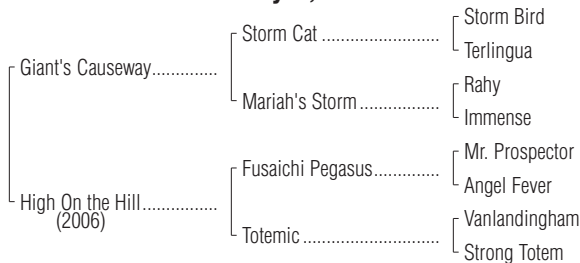 Storm Bird
Storm Cat ........................
Terlingua
Giant's Causeway.............
Rahy
Mariah's Storm ................
Immense
Mr. Prospector
Fusaichi Pegasus.............
Angel Fever
High On the Hill...............
(2006)
Vanlandingham
Totemic ...........................
Strong Totem